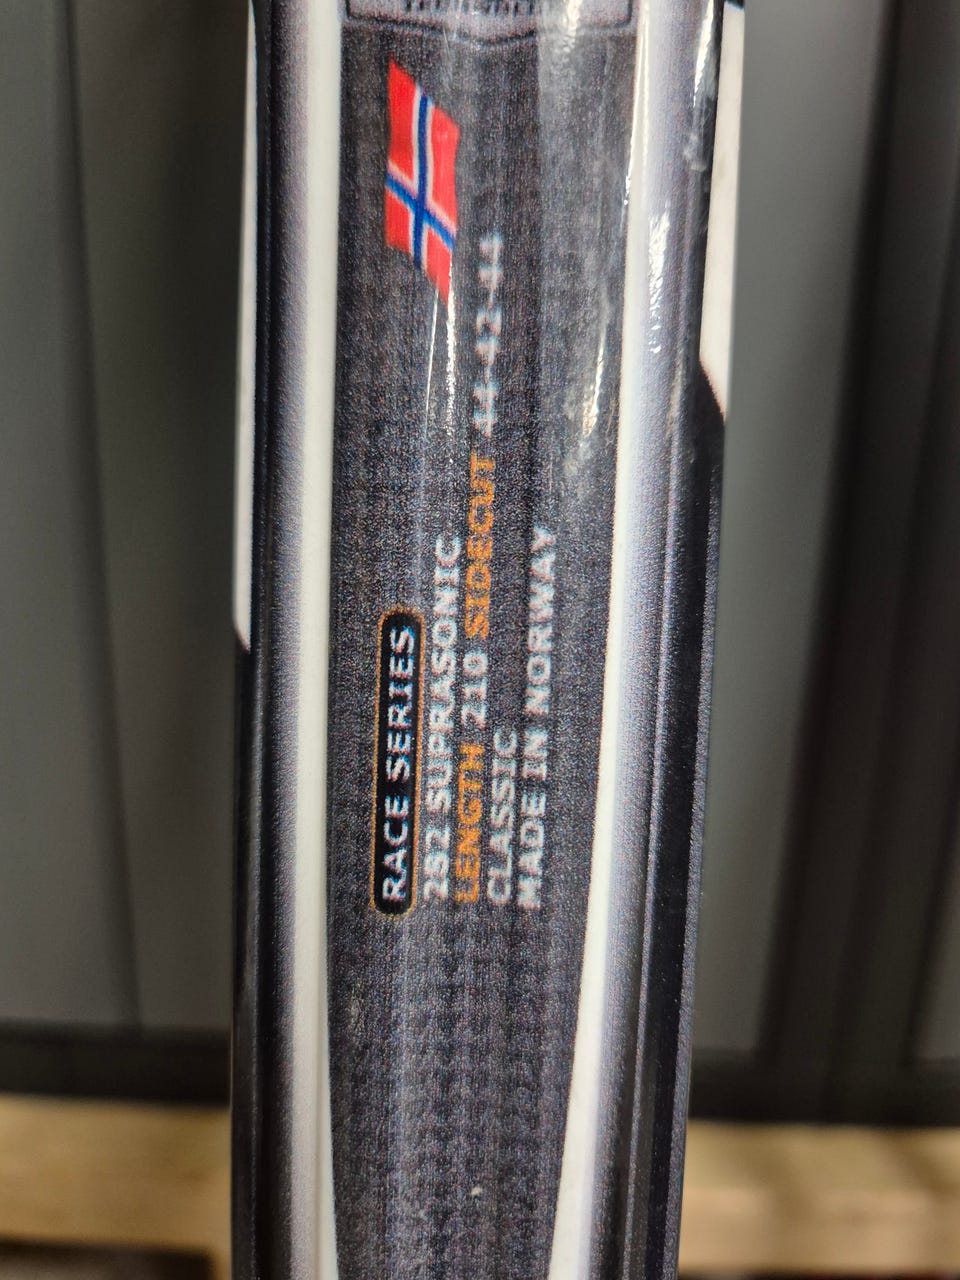 RACE SERIES
282 SUPRASONIC
LENGTH 210 SIDECUT 44-42-44
CLASSIC
MADE IN NORWAY